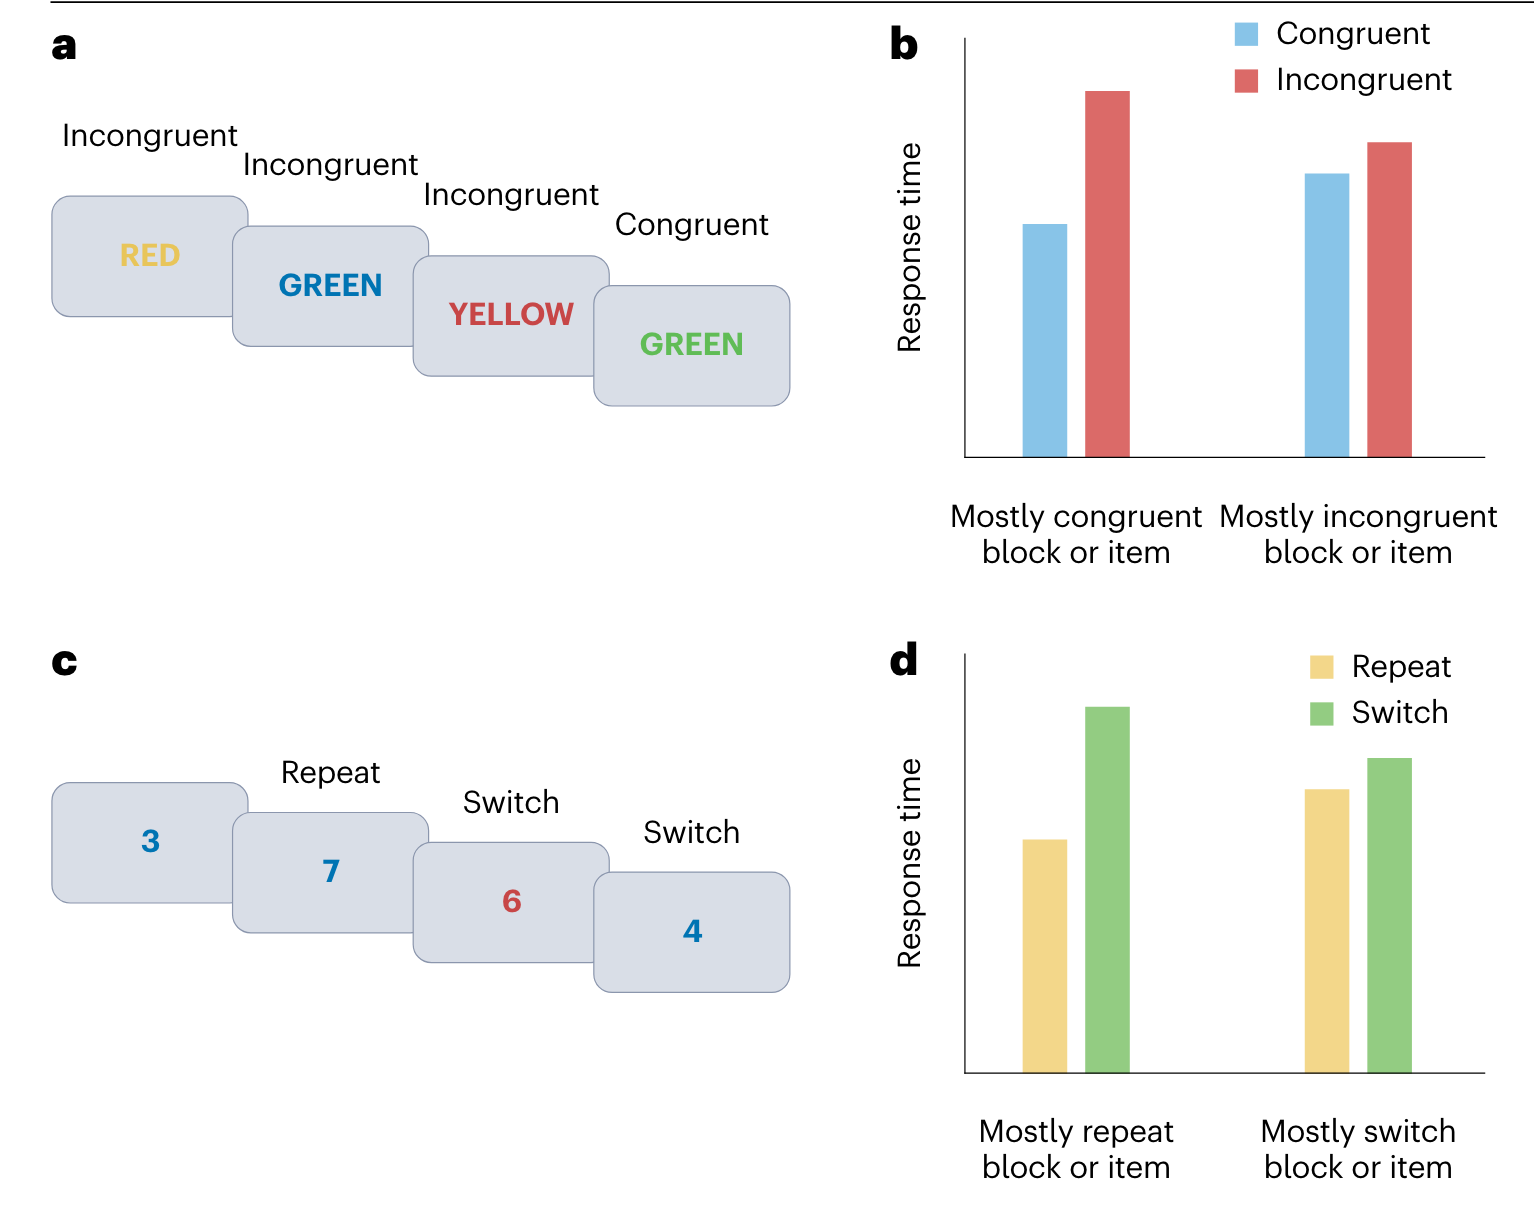 a
Incongruent
Incongruent
Incongruent
Congruent
RED
GREEN
YELLOW
GREEN
b
Congruent
Incongruent
Response time
Mostly congruent
block or item
Mostly incongruent
block or item
c
Repeat
Switch
Switch
3
7
6
4
d
Repeat
Switch
Response time
Mostly repeat
block or item
Mostly switch
block or item